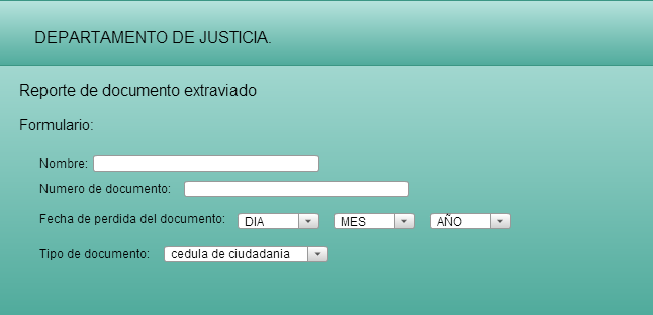 DEPARTAMENTO DE JUSTICIA.
Reporte de documento extraviado
Formulario:
Nombre:
Numero de documento:
Fecha de perdida del documento: DIA MES AÑO
Tipo de documento: cedula de ciudadania